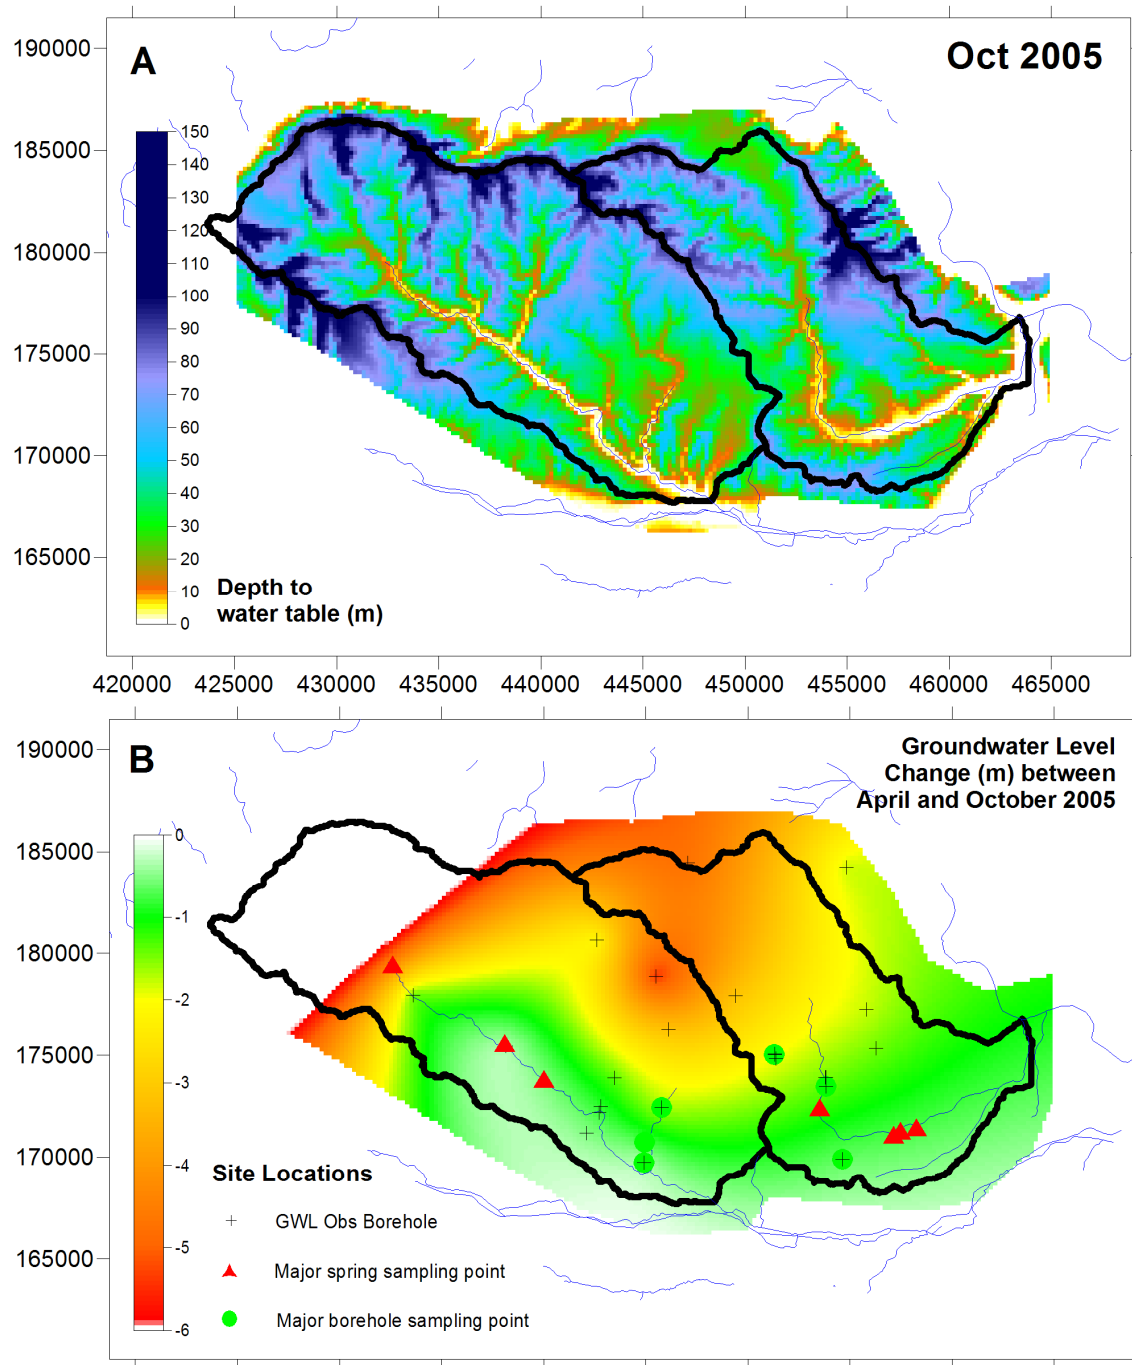 A
Oct 2005
190000
185000
180000
175000
170000
165000
150
140
130
120
110
100
90
80
70
60
50
40
30
20
10
0
Depth to
water table (m)
420000 425000 430000 435000 440000 445000 450000 455000 460000 465000
B
Groundwater Level
Change (m) between
April and October 2005
190000
185000
180000
175000
170000
165000
0
-1
-2
-3
-4
-5
-6
Site Locations
GWL Obs Borehole
Major spring sampling point
Major borehole sampling point